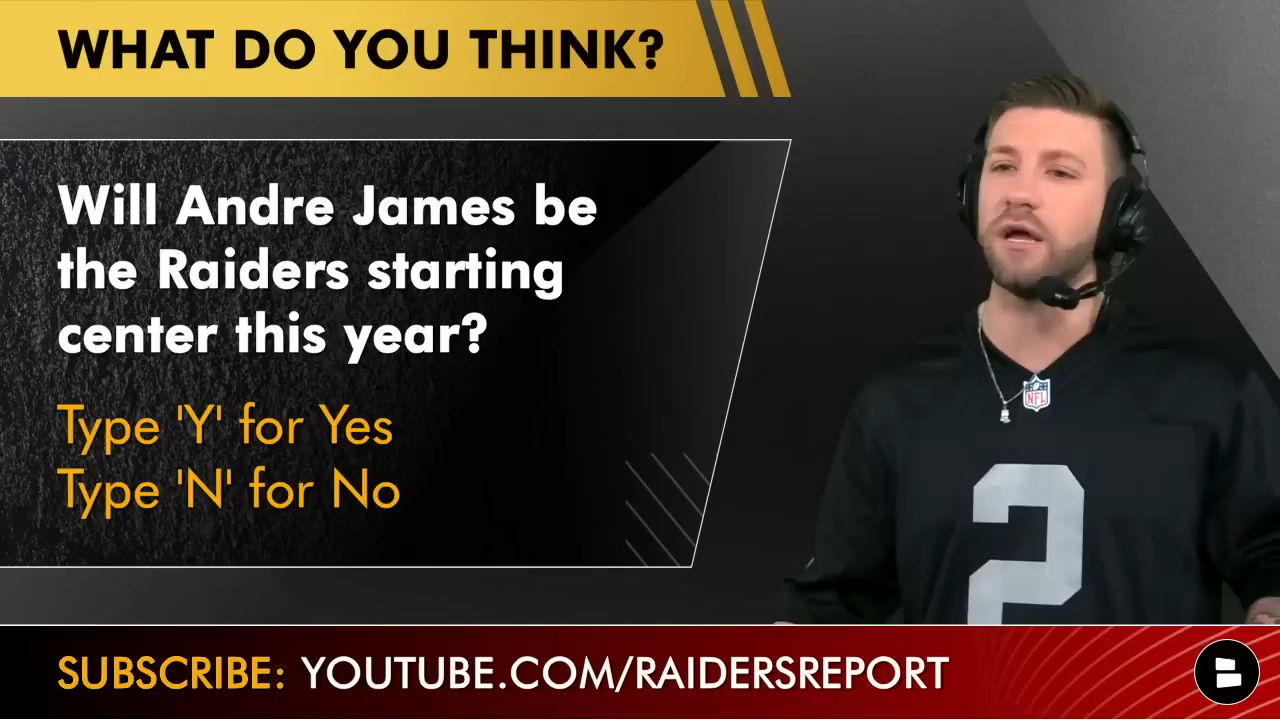 WHAT DO YOU THINK?
Will Andre James be
the Raiders starting
center this year?
Type 'Y' for Yes
Type 'N' for No
NFL
2
SUBSCRIBE: YOUTUBE.COM/RAIDERSREPORT